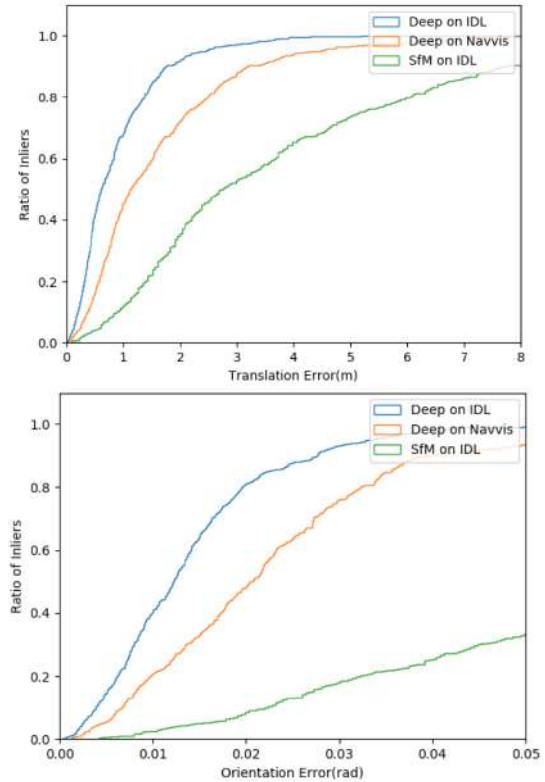 Deep on IDL
Deep on Navvis
SfM on IDL
1.0
0.8
0.6
0.4
0.2
0.0
Ratio of Inliers
0 1 2 3 4 5 6 7 8
Translation Error(m)
Deep on IDL
Deep on Navvis
SfM on IDL
1.0
0.8
0.6
0.4
0.2
0.0
Ratio of Inliers
0.00 0.01 0.02 0.03 0.04 0.05
Orientation Error(rad)